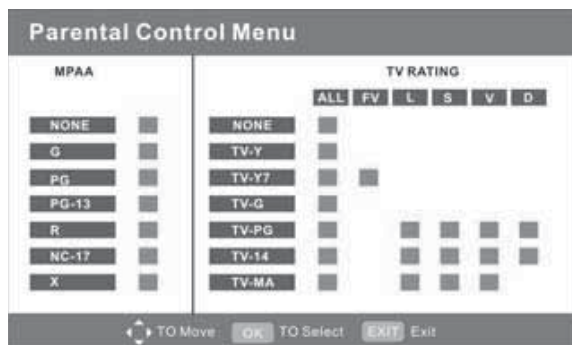 Parental Control Menu
MPAA
NONE
G
PG
PG-13
R
NC-17
X
TV RATING
ALL FV L S V D
NONE
TV-Y
TV-Y7
TV-G
TV-PG
TV-14
TV-MA
TO Move OK TO Select EXIT Exit